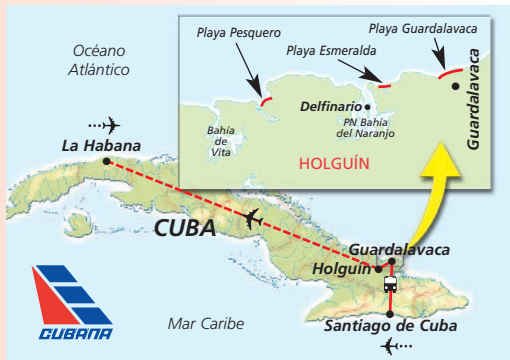 Océano
Atlántico
Playa Pesquero
Playa Esmeralda
Playa Guardalavaca
Delfinario
PN Bahía
del Naranjo
Bahía
de
Vita
HOLGUÍN
Guardalavaca
La Habana
CUBA
Guardalavaca
Holguín
CUBANA
Mar Caribe
Santiago de Cuba